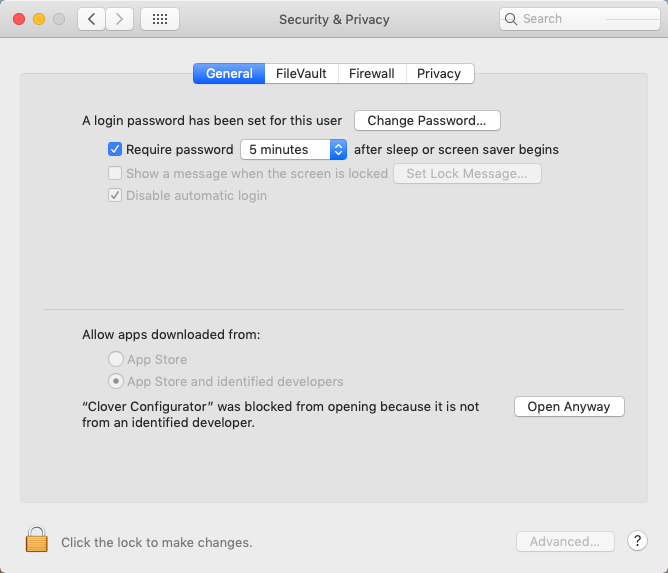 Security & Privacy
Search
General
FileVault
Firewall
Privacy
A login password has been set for this user
Change Password...
Require password
5 minutes
after sleep or screen saver begins
Show a message when the screen is locked
Set Lock Message...
Disable automatic login
Allow apps downloaded from:
App Store
App Store and identified developers
“Clover Configurator” was blocked from opening because it is not
from an identified developer.
Open Anyway
Click the lock to make changes.
Advanced...
?